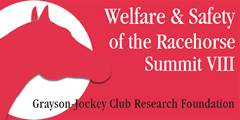 Welfare & Safety
of the Racehorse
Summit VIII
Grayson-Jockey Club Research Foundation